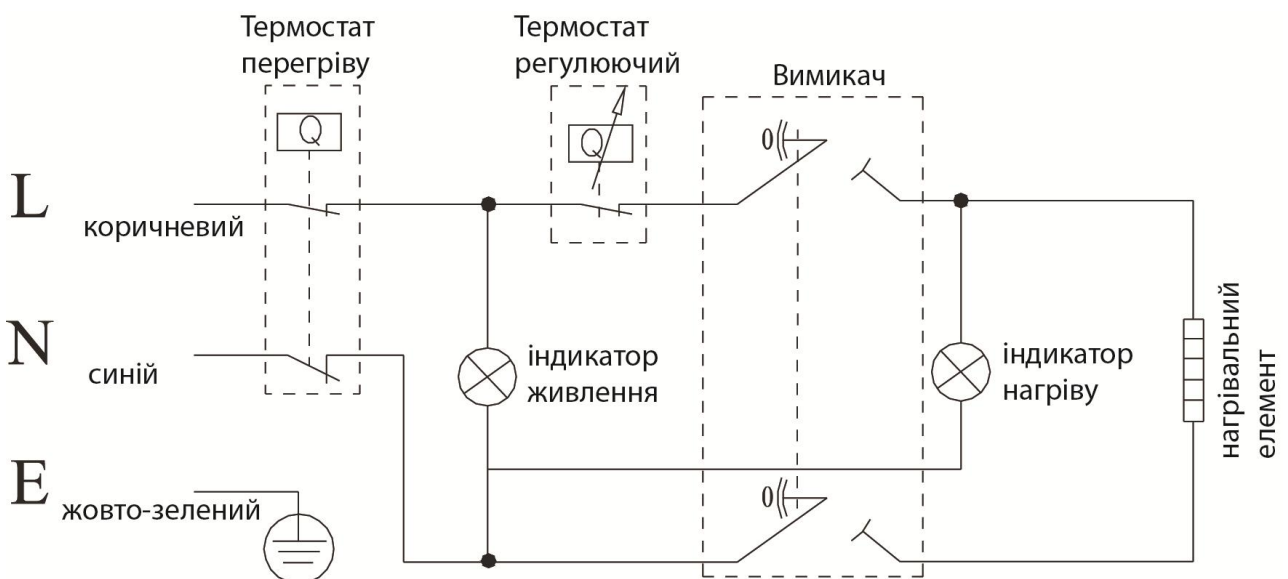 Термостат
перегріву
Термостат
регулюючий
Вимикач
Q
Q
0
L
коричневий
N
синій
індикатор
живлення
індикатор
нагріву
нагрівальний
елемент
E
жовто-зелений
0